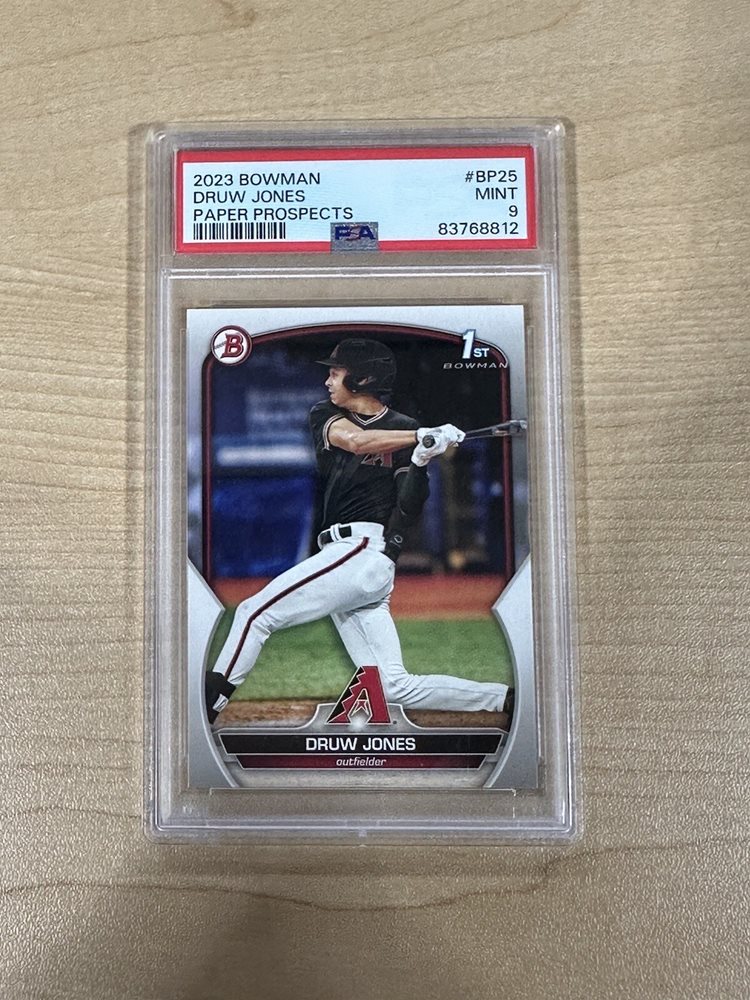 2023 BOWMAN #BP25
DRUW JONES MINT
PAPER PROSPECTS 9
PSA 83768812
B
1ST
BOWMAN
A
A
DRUW JONES
outfielder